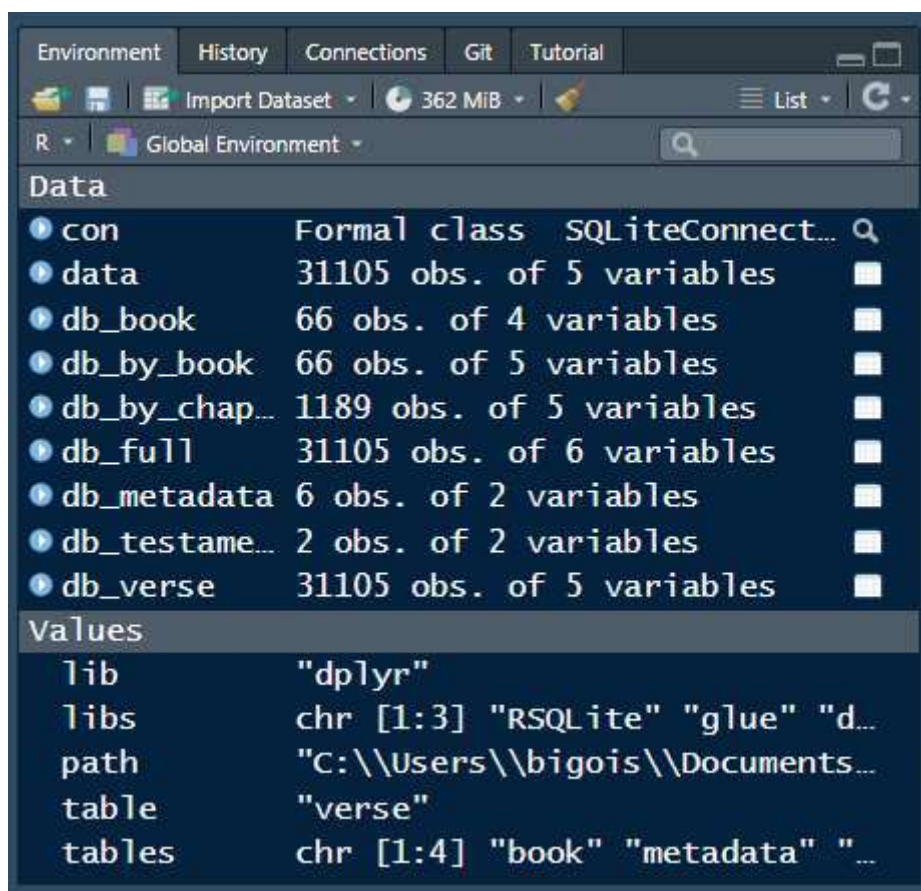 Environment History Connections Git Tutorial
Import Dataset 362 MiB List
R Global Environment
Data
con Formal class SQLiteConnect…
data 31105 obs. of 5 variables
db_book 66 obs. of 4 variables
db_by_book 66 obs. of 5 variables
db_by_chap… 1189 obs. of 5 variables
db_full 31105 obs. of 6 variables
db_metadata 6 obs. of 2 variables
db_testame… 2 obs. of 2 variables
db_verse 31105 obs. of 5 variables
Values
lib "dplyr"
libs chr [1:3] "RSQLite" "glue" "d…
path "C:\\Users\\bigois\\Documents…
table "verse"
tables chr [1:4] "book" "metadata" "…